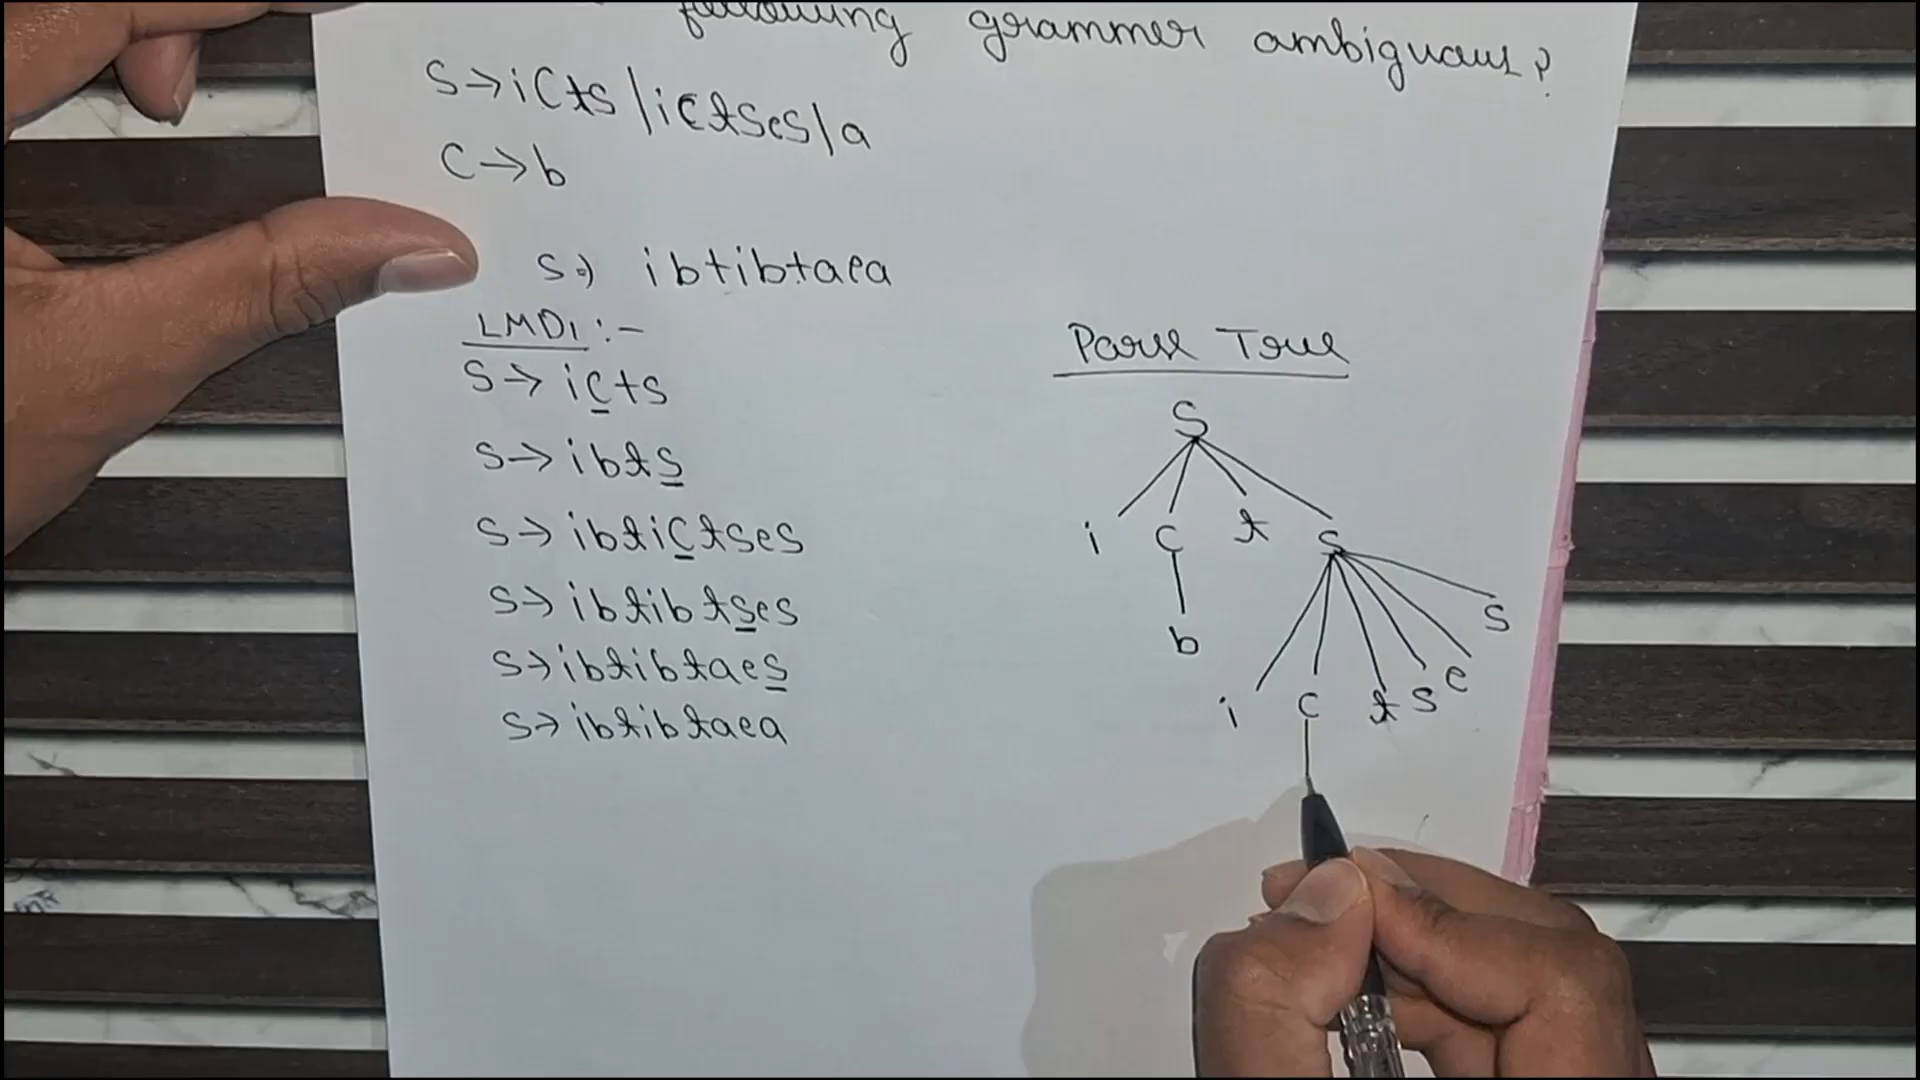 following grammer ambiguous?
S→iCts/ictses/a
C→b
S⇒ ibtibtaea
LMD1:-
S→icts
S→ibts
S→ibtictses
S→ibtibtses
S→ibtibtaes
S→ibtibtaea
Parse Tree
S
i c t s
b
s
i c t s e